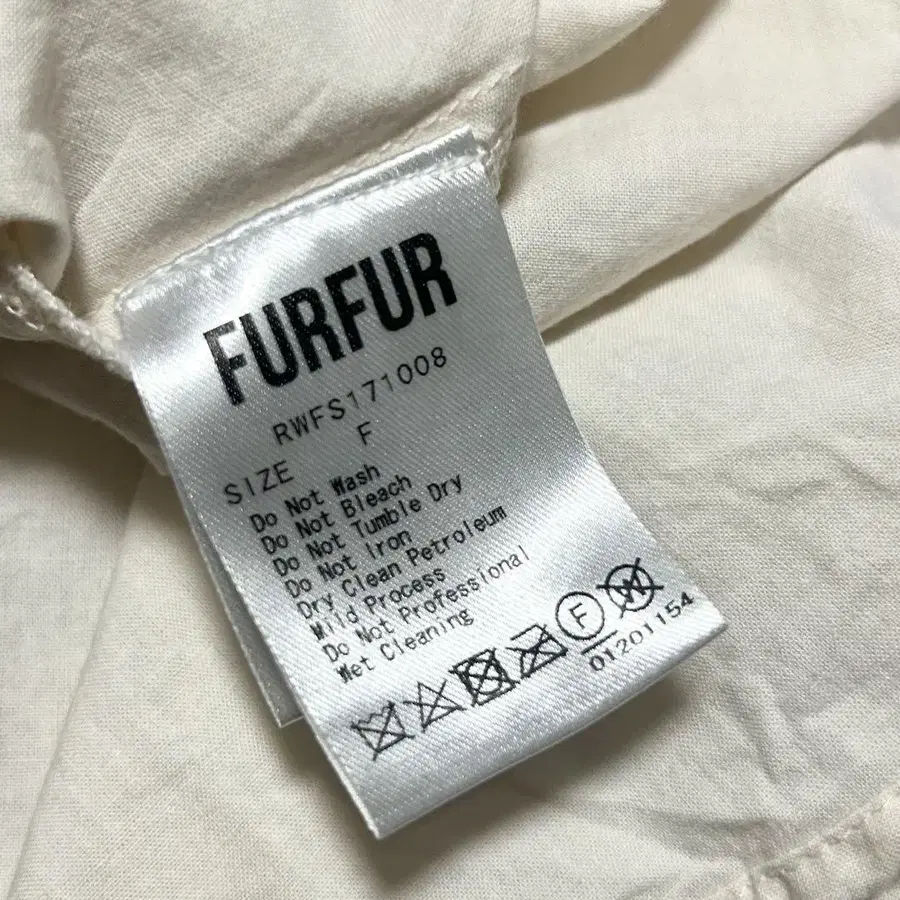 FURFUR
RWFS171008
SIZE F
Do Not Wash
Do Not Bleach
Do Not Tumble Dry
Do Not Iron
Dry Clean Petroleum
Mild Process
Do Not Professional
Wet Cleaning
F W
01201154